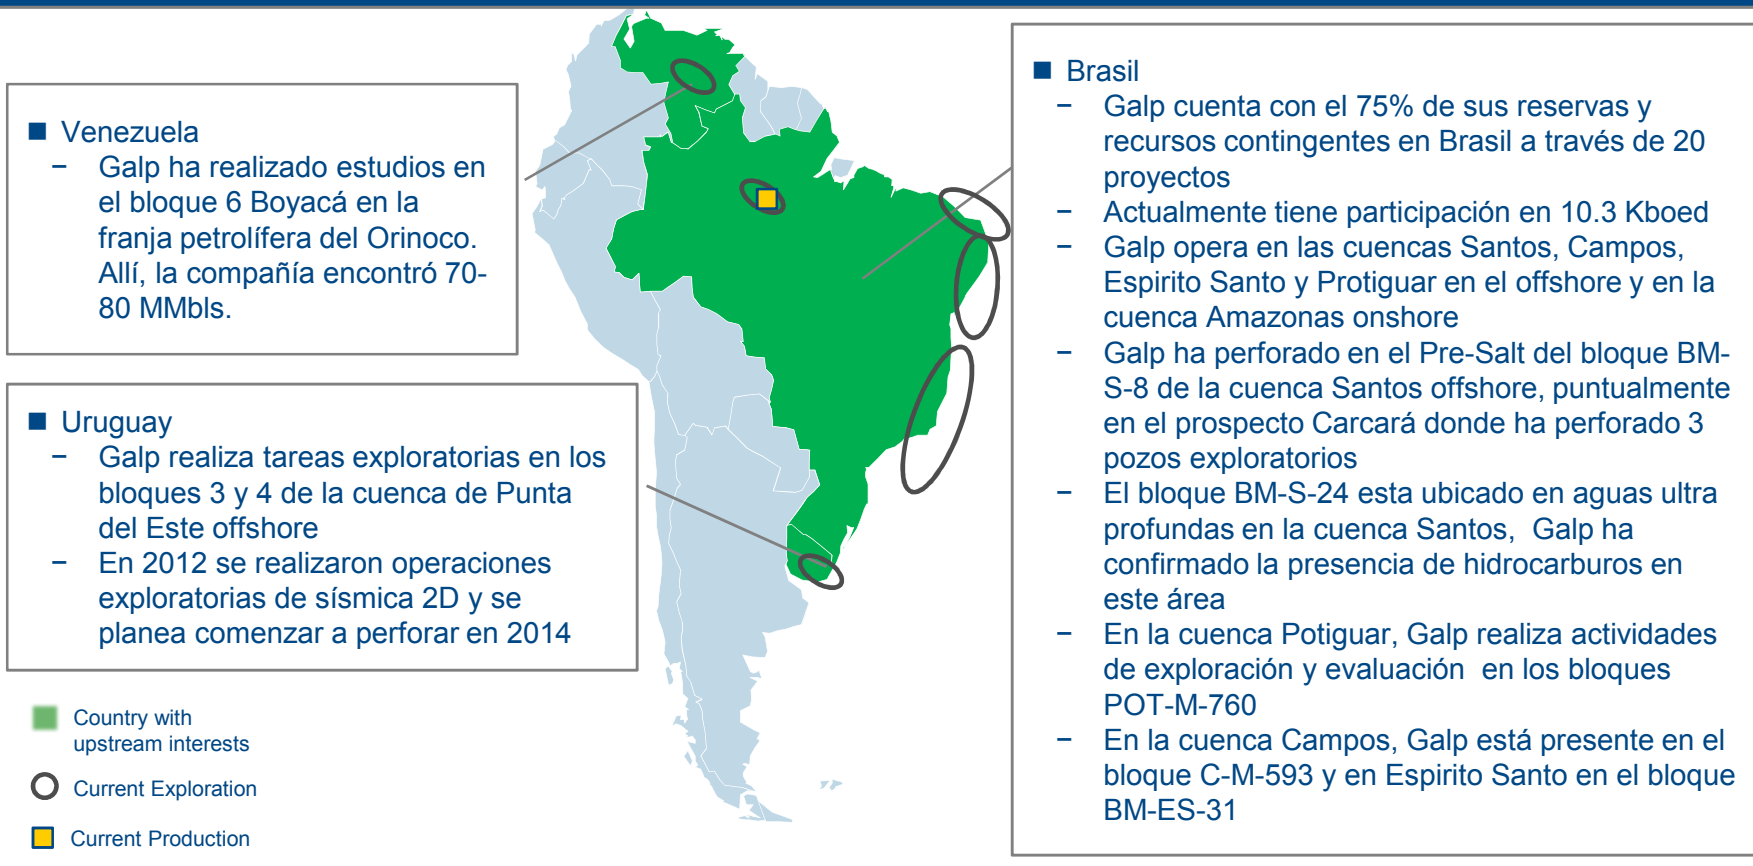 ■ Venezuela
− Galp ha realizado estudios en
el bloque 6 Boyacá en la
franja petrolífera del Orinoco.
Allí, la compañía encontró 70-
80 MMbls.
■ Uruguay
− Galp realiza tareas exploratorias en los
bloques 3 y 4 de la cuenca de Punta
del Este offshore
− En 2012 se realizaron operaciones
exploratorias de sísmica 2D y se
planea comenzar a perforar en 2014
Country with
upstream interests
Current Exploration
Current Production
■ Brasil
− Galp cuenta con el 75% de sus reservas y
recursos contingentes en Brasil a través de 20
proyectos
− Actualmente tiene participación en 10.3 Kboed
− Galp opera en las cuencas Santos, Campos,
Espirito Santo y Protiguar en el offshore y en la
cuenca Amazonas onshore
− Galp ha perforado en el Pre-Salt del bloque BM-
S-8 de la cuenca Santos offshore, puntualmente
en el prospecto Carcará donde ha perforado 3
pozos exploratorios
− El bloque BM-S-24 esta ubicado en aguas ultra
profundas en la cuenca Santos, Galp ha
confirmado la presencia de hidrocarburos en
este área
− En la cuenca Potiguar, Galp realiza actividades
de exploración y evaluación en los bloques
POT-M-760
− En la cuenca Campos, Galp está presente en el
bloque C-M-593 y en Espirito Santo en el bloque
BM-ES-31